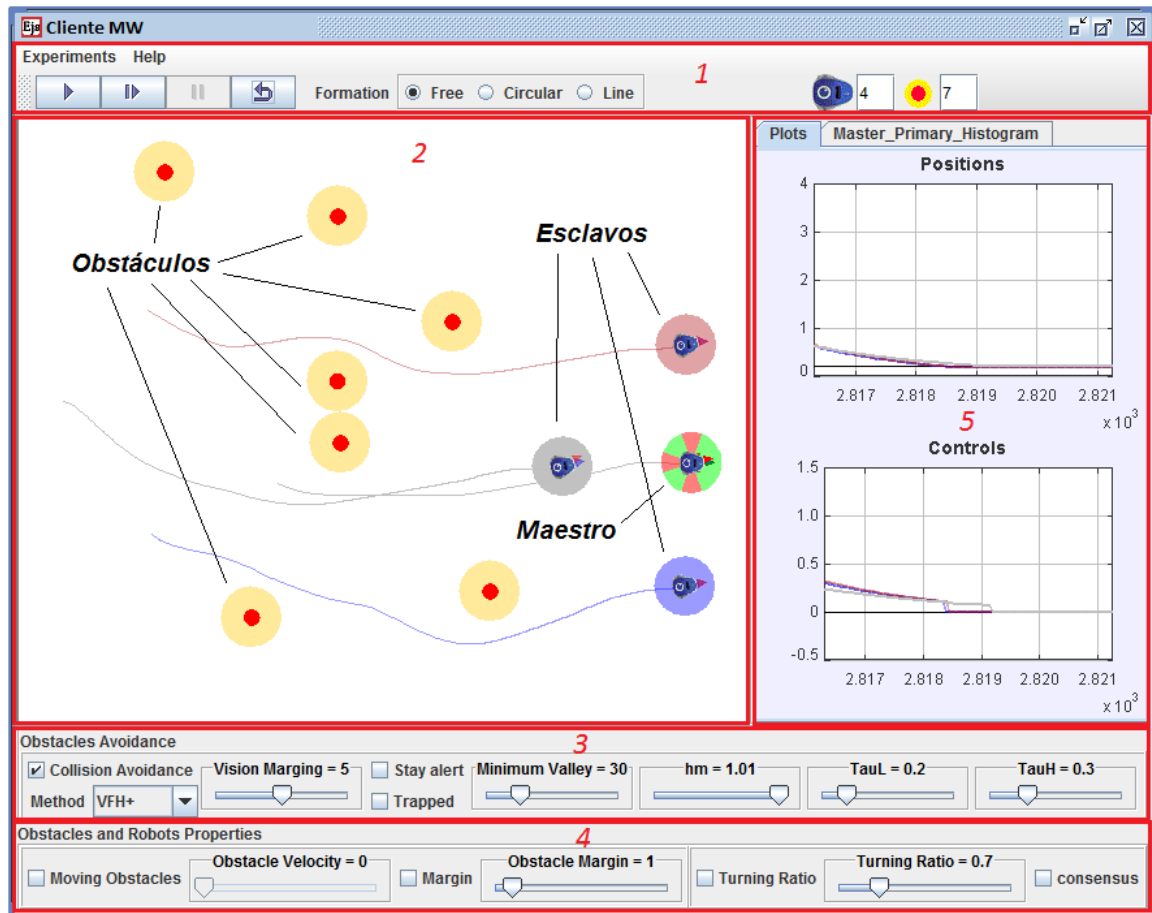 Ejs Cliente MW
Experiments Help
1
Formation Free Circular Line 4 7
2
Plots Master_Primary_Histogram
Obstáculos
Esclavos
Maestro
Positions
4
3
2
1
0
2.817 2.818 2.819 2.820 2.821
x 10³
5
Controls
1.5
1.0
0.5
0
-0.5
2.817 2.818 2.819 2.820 2.821
x 10³
Obstacles Avoidance
3
Collision Avoidance Vision Marging = 5 Stay alert Minimum Valley = 30 hm = 1.01 TauL = 0.2 TauH = 0.3
Method VFH+ Trapped
Obstacles and Robots Properties
4
Moving Obstacles Obstacle Velocity = 0 Margin Obstacle Margin = 1 Turning Ratio Turning Ratio = 0.7 consensus